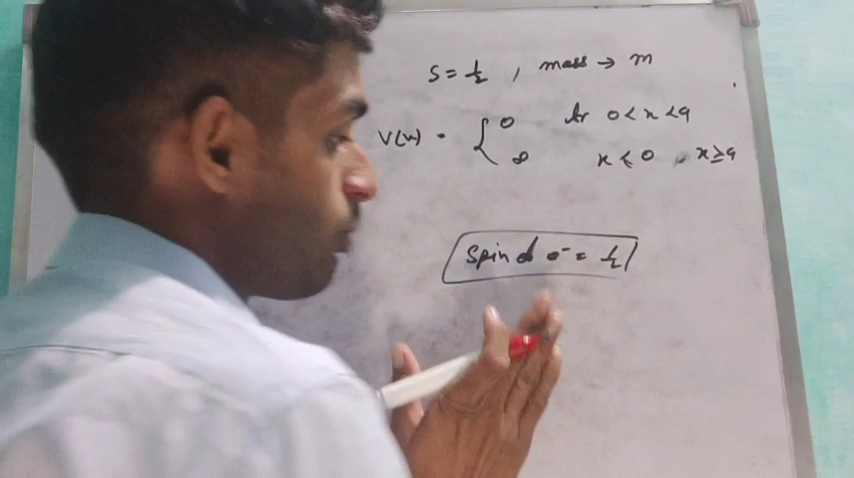 S = 1/2 , mass → m
V(x) = { 0 for 0 < x < a
∞ x ≤ 0 , x ≥ a
Spin of e⁻ = 1/2